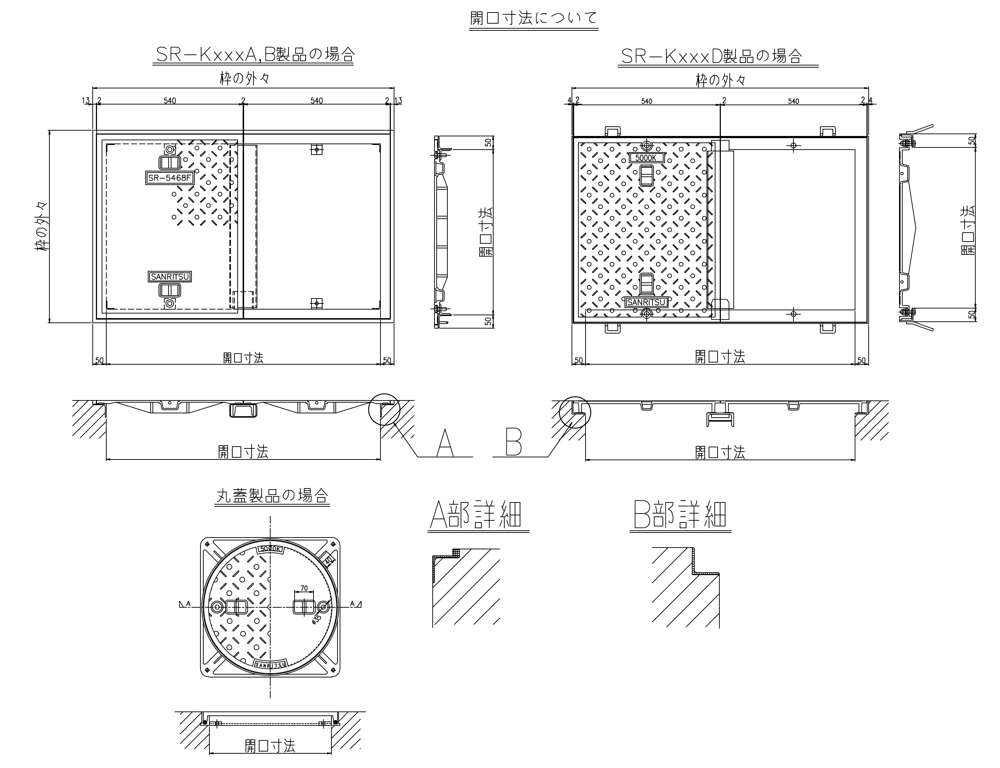 開口寸法について
SR-KxxxA,B製品の場合
枠の外々
13 2 540 2 540 2 13
枠の外々
SR-5468F
SANRITSU
50
開口寸法
50
50 開口寸法 50
SR-KxxxD製品の場合
枠の外々
4 2 540 2 540 2 4
5000K
SANRITSU
50
開口寸法
50
50 開口寸法 50
開口寸法
A
B
開口寸法
丸蓋製品の場合
5000K
40
70
A A
φ35
SANRITSU
開口寸法
A部詳細
B部詳細